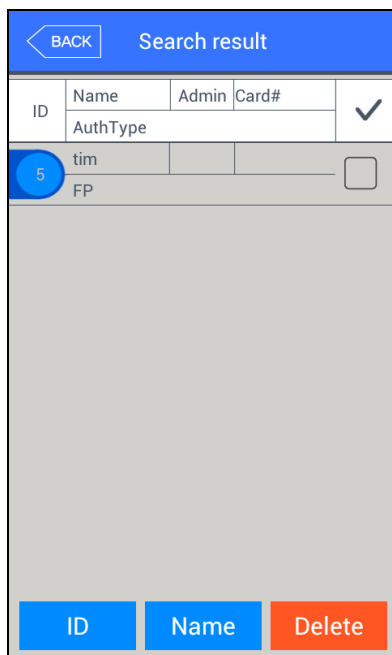 BACK Search result
ID Name Admin Card#
AuthType
5 tim
FP
ID Name Delete